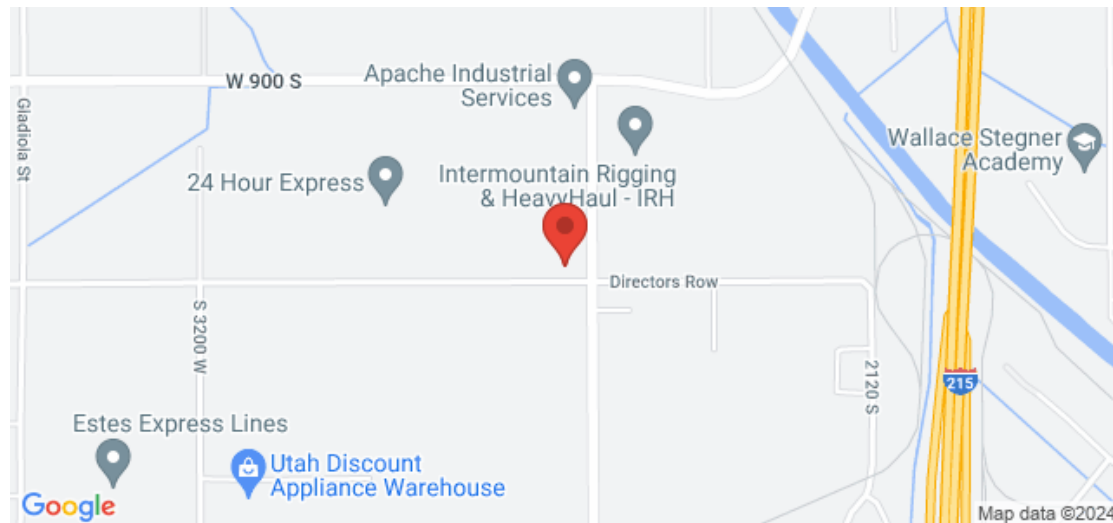 W 900 S
Apache Industrial
Services
Gladiola St
Wallace Stegner
Academy
24 Hour Express
Intermountain Rigging
& HeavyHaul - IRH
Directors Row
S 3200 W
2120 S
215
Estes Express Lines
Utah Discount
Appliance Warehouse
Google
Map data ©2024